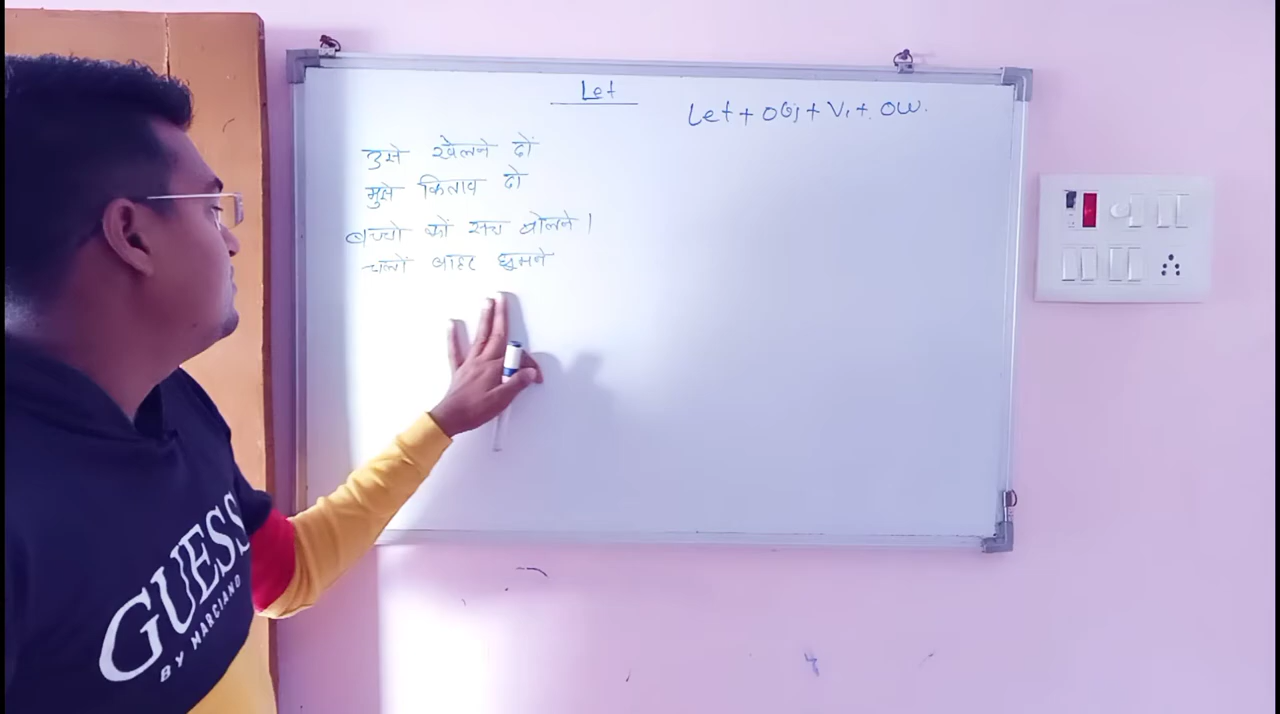 Let
Let + Obj + V₁ + OW.
उसे खेलने दों
मुझे किताब दो
बच्चो कों सच बोलने।
चलों बाहर घुमने
GUESS
BY MARCIANO